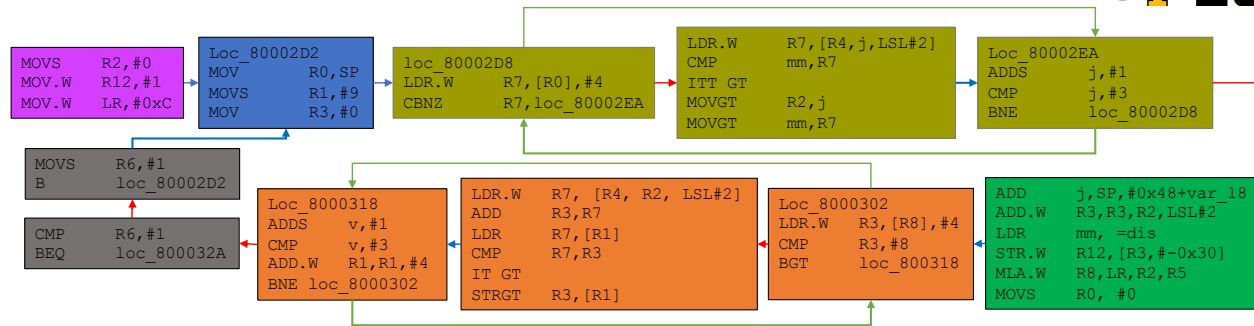 MOVS R2,#0
MOV.W R12,#1
MOV.W LR,#0xC
Loc_80002D2
MOV R0,SP
MOVS R1,#9
MOV R3,#0
loc_80002D8
LDR.W R7,[R0],#4
CBNZ R7,loc_80002EA
LDR.W R7,[R4,j,LSL#2]
CMP mm,R7
ITT GT
MOVGT R2,j
MOVGT mm,R7
Loc_80002EA
ADDS j,#1
CMP j,#3
BNE loc_80002D8
MOVS R6,#1
B loc_80002D2
CMP R6,#1
BEQ loc_800032A
Loc_8000318
ADDS v,#1
CMP v,#3
ADD.W R1,R1,#4
BNE loc_8000302
LDR.W R7, [R4, R2, LSL#2]
ADD R3,R7
LDR R7,[R1]
CMP R7,R3
IT GT
STRGT R3,[R1]
Loc_8000302
LDR.W R3,[R8],#4
CMP R3,#8
BGT loc_800318
ADD j,SP,#0x48+var_18
ADD.W R3,R3,R2,LSL#2
LDR mm, =dis
STR.W R12,[R3,#-0x30]
MLA.W R8,LR,R2,R5
MOVS R0, #0